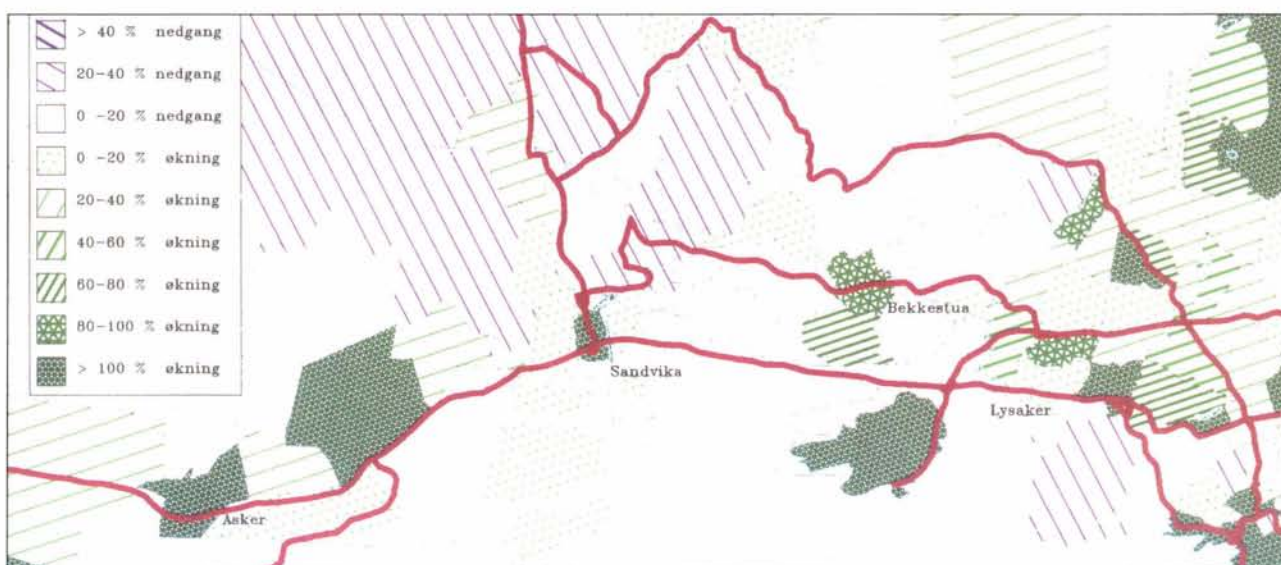 > 40 % nedgang
20-40 % nedgang
0 -20 % nedgang
0 -20 % økning
20-40 % økning
40-60 % økning
60-80 % økning
80-100 % økning
> 100 % økning
Bekkestua
Sandvika
Lysaker
Asker